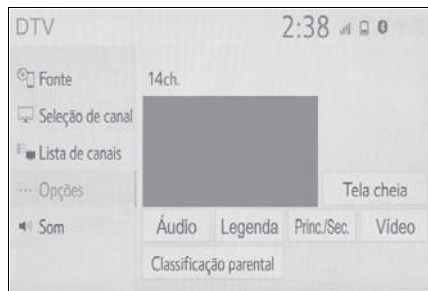 DTV
2:38
Fonte
14ch.
Seleção de canal
Lista de canais
Opções
Tela cheia
Som
Áudio
Legenda
Princ./Sec.
Vídeo
Classificação parental